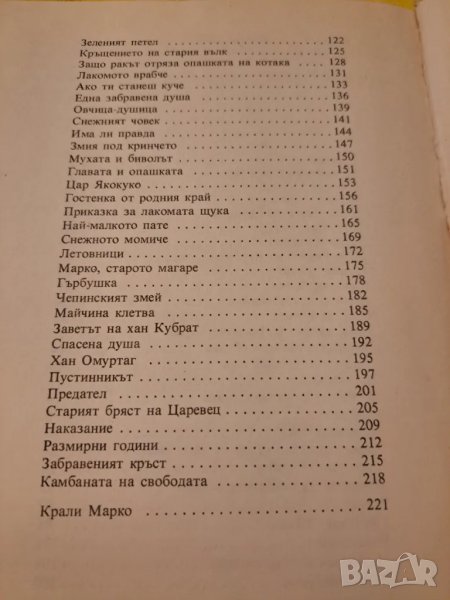 Зеленият петел . . . . . . . . . . . . . . . . . . . . 122
Кръщението на стария вълк . . . . . . . . . . . 125
Защо ракът отряза опашката на котака . . . . . . 128
Лакомото врабче . . . . . . . . . . . . . . . . . . . 131
Ако ти станеш куче . . . . . . . . . . . . . . . . . 133
Една забравена душа . . . . . . . . . . . . . . . . 136
Овчица-душица . . . . . . . . . . . . . . . . . . . 139
Снежният човек . . . . . . . . . . . . . . . . . . . 141
Има ли правда . . . . . . . . . . . . . . . . . . . . 144
Змия под кринчето . . . . . . . . . . . . . . . . . 147
Мухата и биволът . . . . . . . . . . . . . . . . . . 150
Главата и опашката . . . . . . . . . . . . . . . . . 151
Цар Якокуко . . . . . . . . . . . . . . . . . . . . . 153
Гостенка от родния край . . . . . . . . . . . . . . 156
Приказка за лакомата щука . . . . . . . . . . . . 161
Най-малкото пате . . . . . . . . . . . . . . . . . . 165
Снежното момиче . . . . . . . . . . . . . . . . . . 169
Летовници . . . . . . . . . . . . . . . . . . . . . . 172
Марко, старото магаре . . . . . . . . . . . . . . . 175
Гърбушка . . . . . . . . . . . . . . . . . . . . . . 178
Чепинският змей . . . . . . . . . . . . . . . . . . 182
Майчина клетва . . . . . . . . . . . . . . . . . . . 185
Заветът на хан Кубрат . . . . . . . . . . . . . . . 189
Спасена душа . . . . . . . . . . . . . . . . . . . . 192
Хан Омуртаг . . . . . . . . . . . . . . . . . . . . . 195
Пустинникът . . . . . . . . . . . . . . . . . . . . 197
Предател . . . . . . . . . . . . . . . . . . . . . . . 201
Старият бряст на Царевец . . . . . . . . . . . . . 205
Наказание . . . . . . . . . . . . . . . . . . . . . . 209
Размирни години . . . . . . . . . . . . . . . . . . 212
Забравеният кръст . . . . . . . . . . . . . . . . . 215
Камбаната на свободата . . . . . . . . . . . . . . 218
Крали Марко . . . . . . . . . . . . . . . . . . . . 221
BAZAR